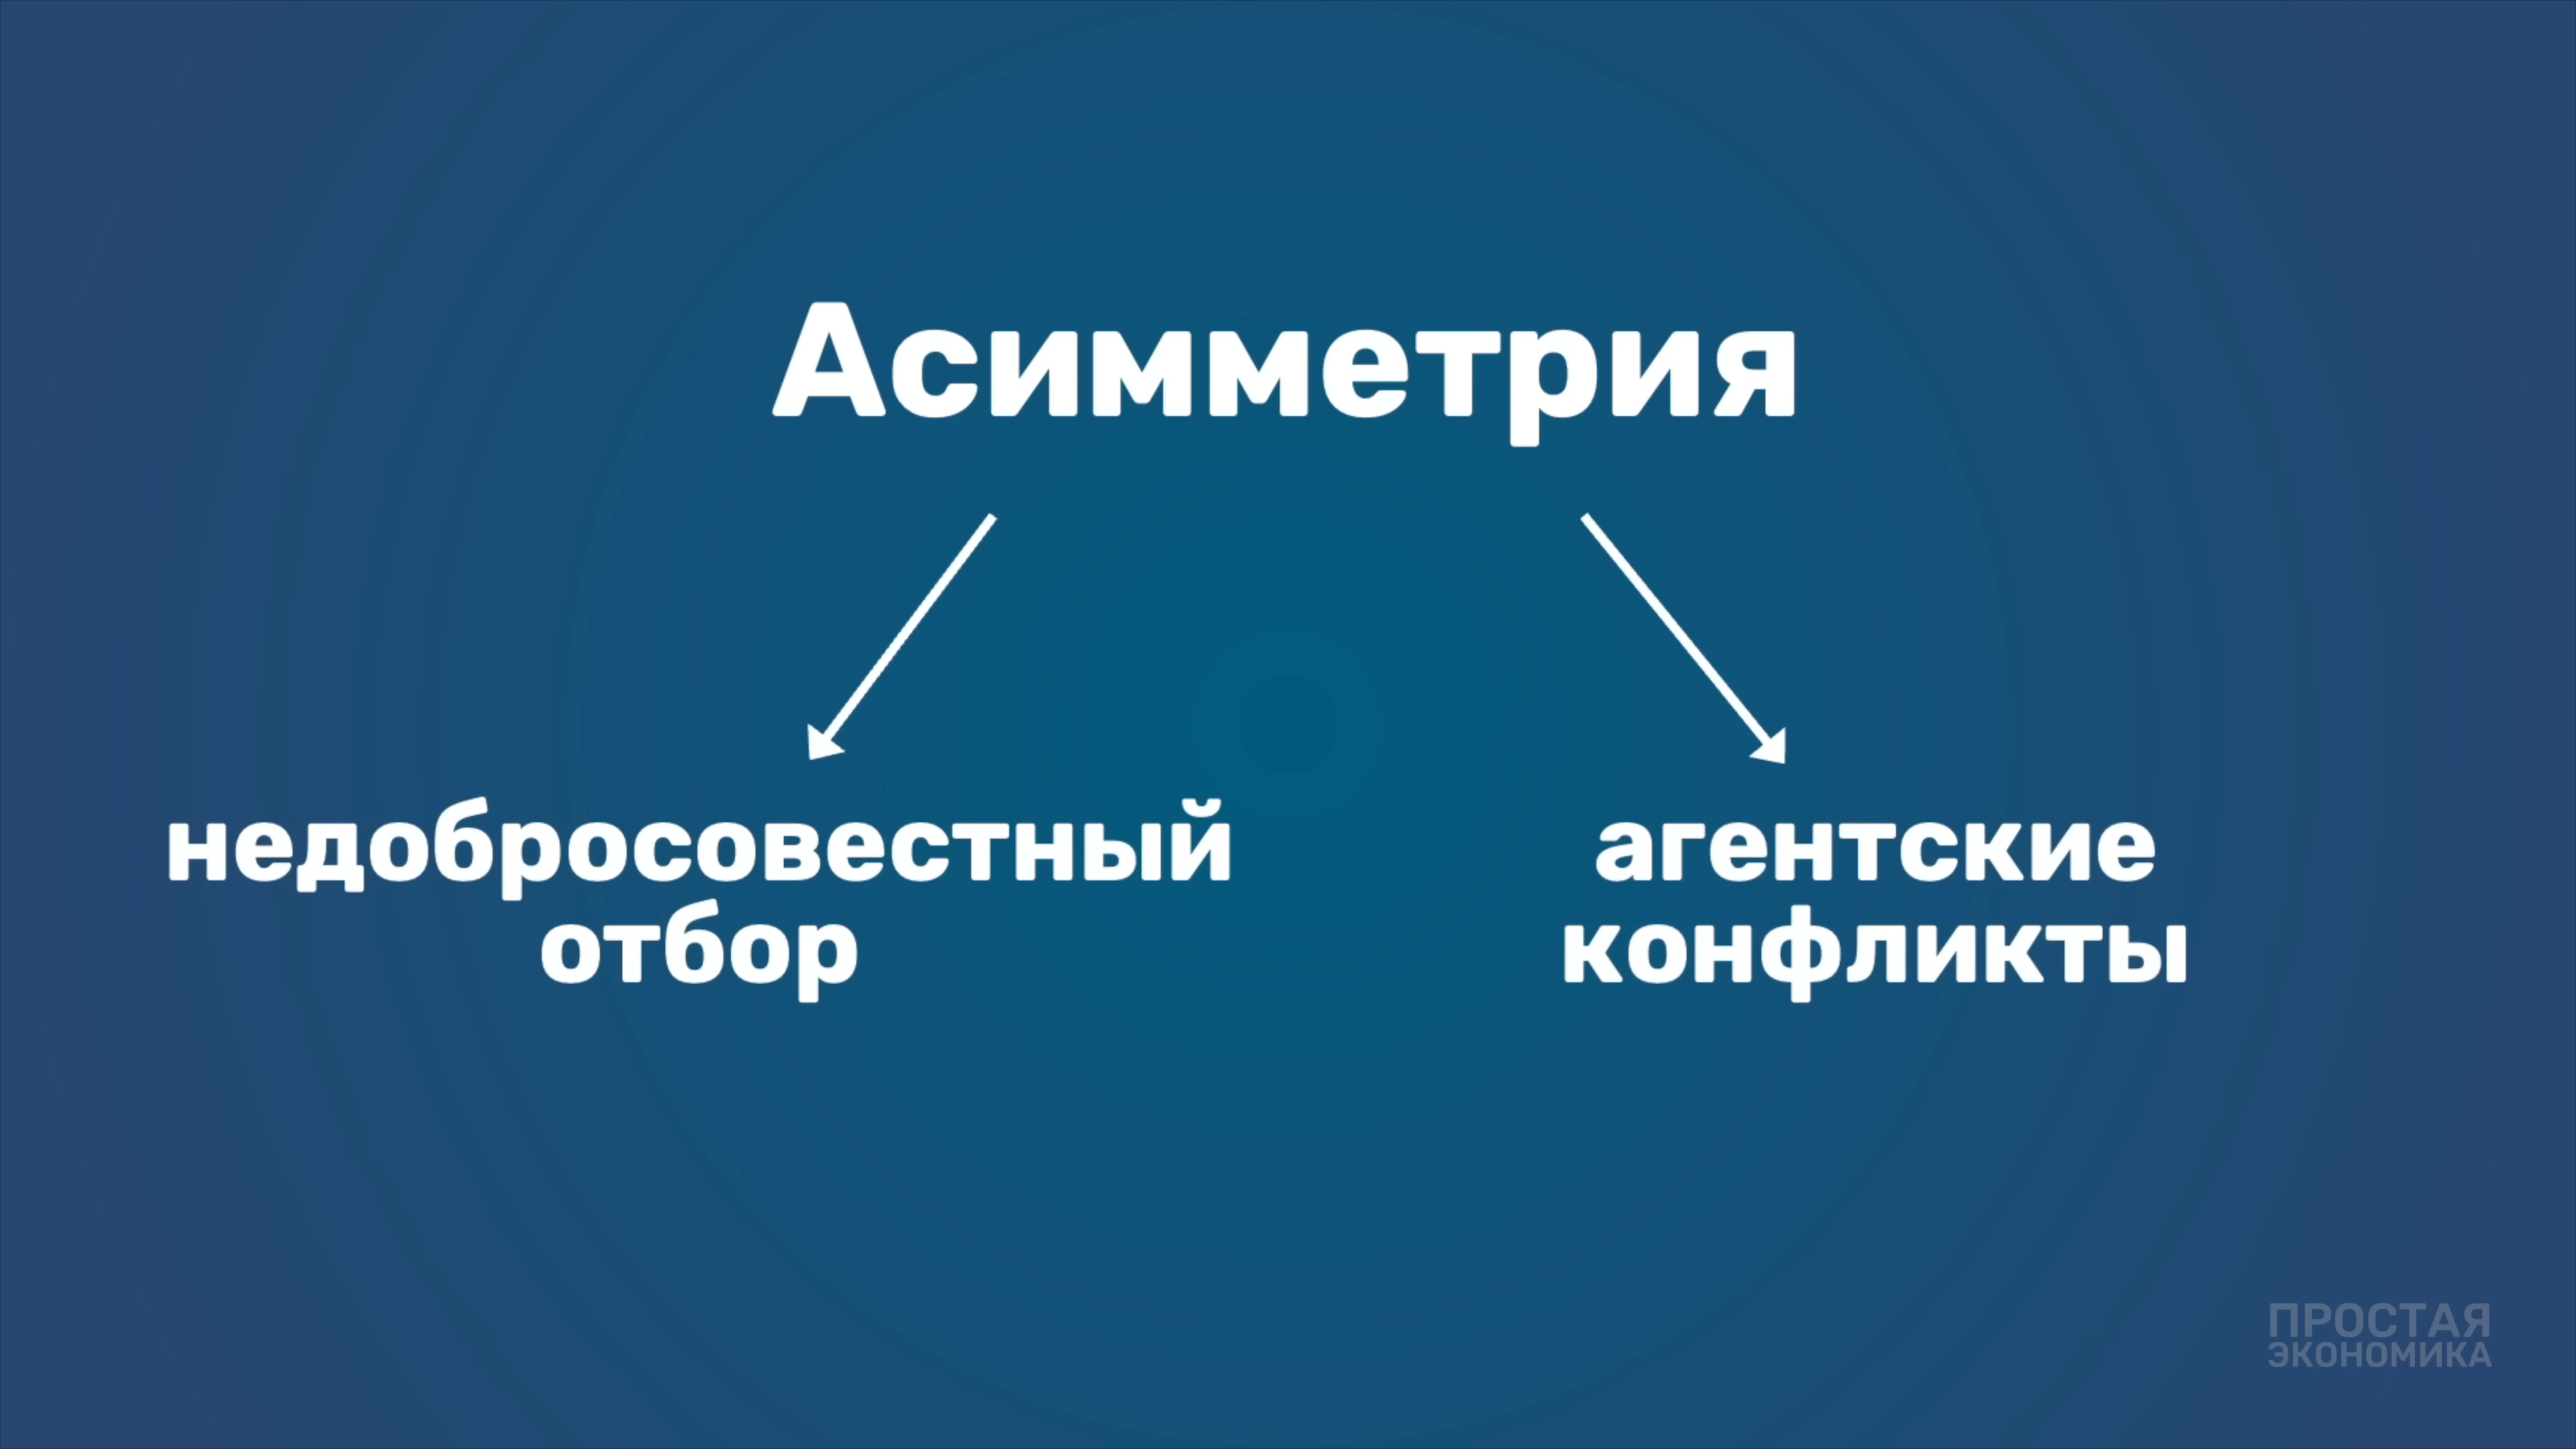 Асимметрия
недобросовестный
отбор
агентские
конфликты
ПРОСТАЯ
ЭКОНОМИКА